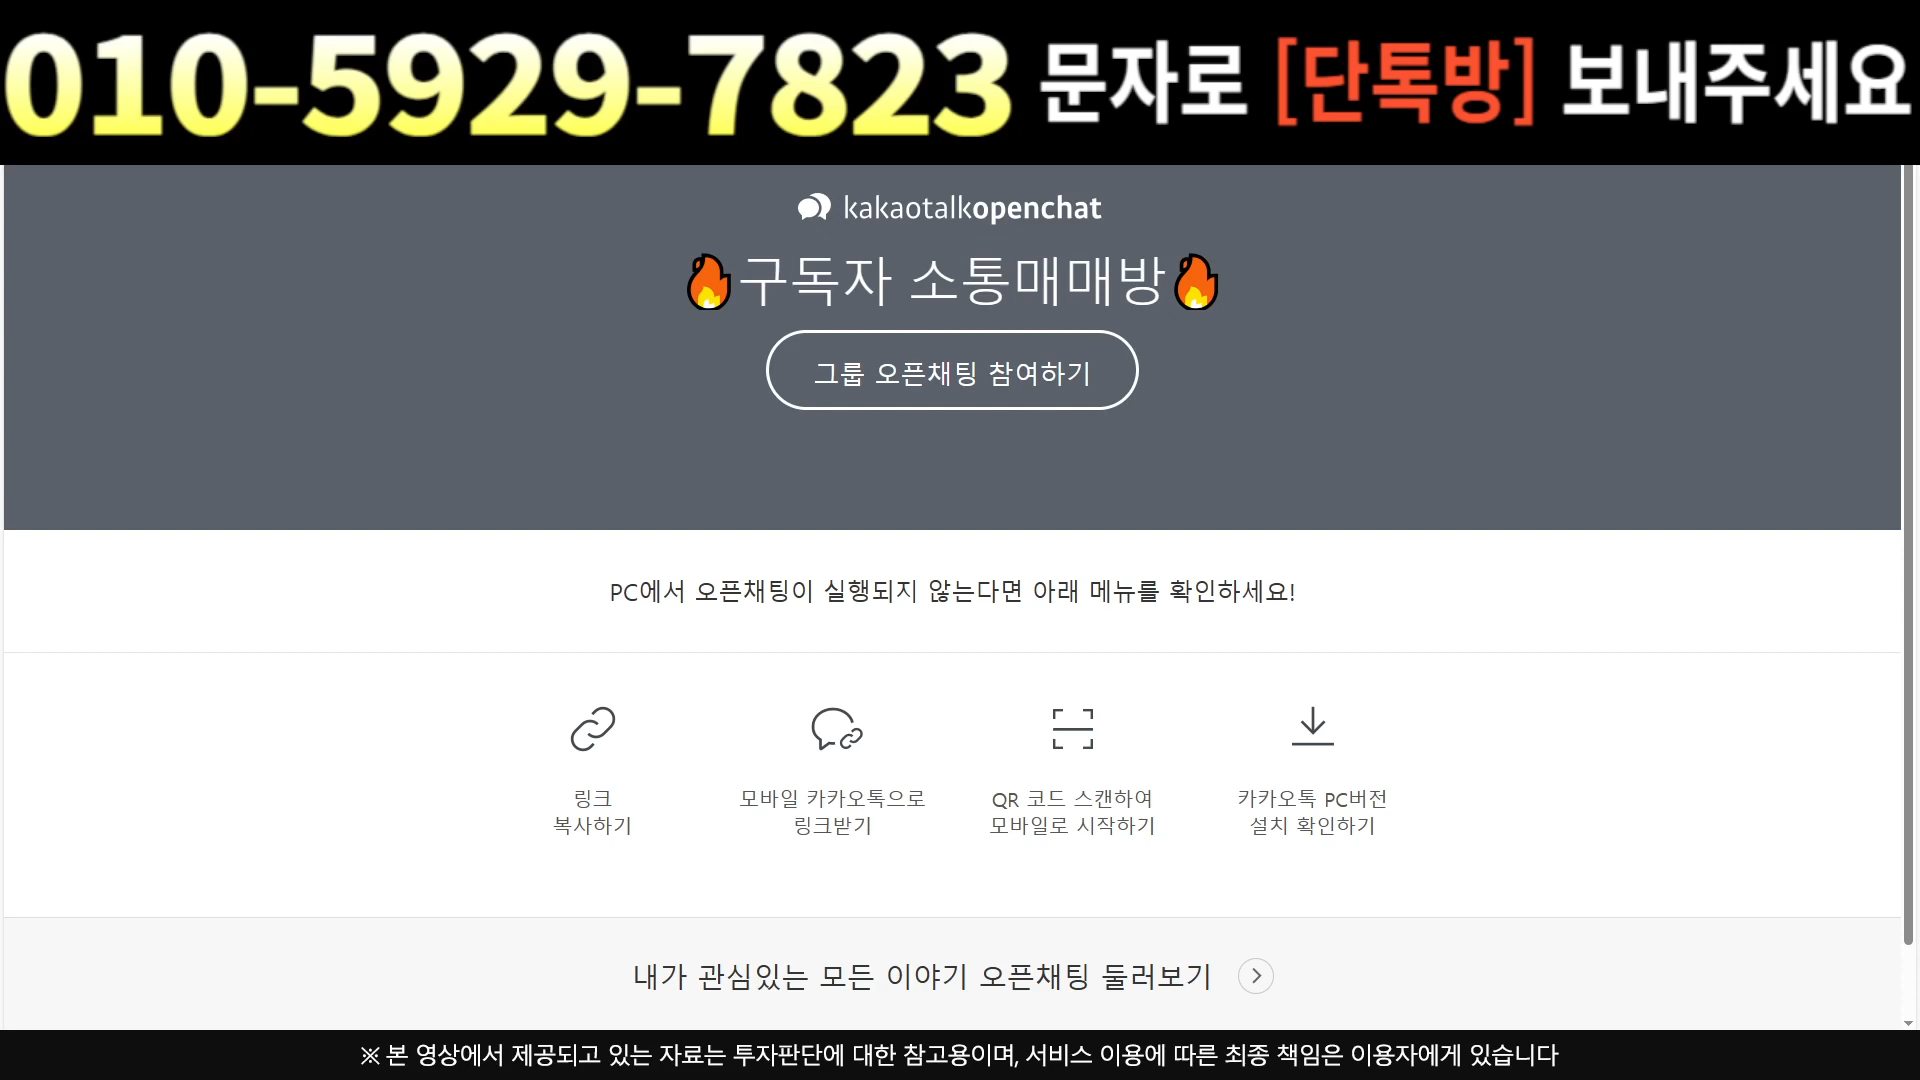 010-5929-7823 문자로 [단톡방] 보내주세요
kakaotalkopenchat
🔥구독자 소통매매방🔥
그룹 오픈채팅 참여하기
PC에서 오픈채팅이 실행되지 않는다면 아래 메뉴를 확인하세요!
링크
복사하기
모바일 카카오톡으로
링크받기
QR 코드 스캔하여
모바일로 시작하기
카카오톡 PC버전
설치 확인하기
내가 관심있는 모든 이야기 오픈채팅 둘러보기
※ 본 영상에서 제공되고 있는 자료는 투자판단에 대한 참고용이며, 서비스 이용에 따른 최종 책임은 이용자에게 있습니다